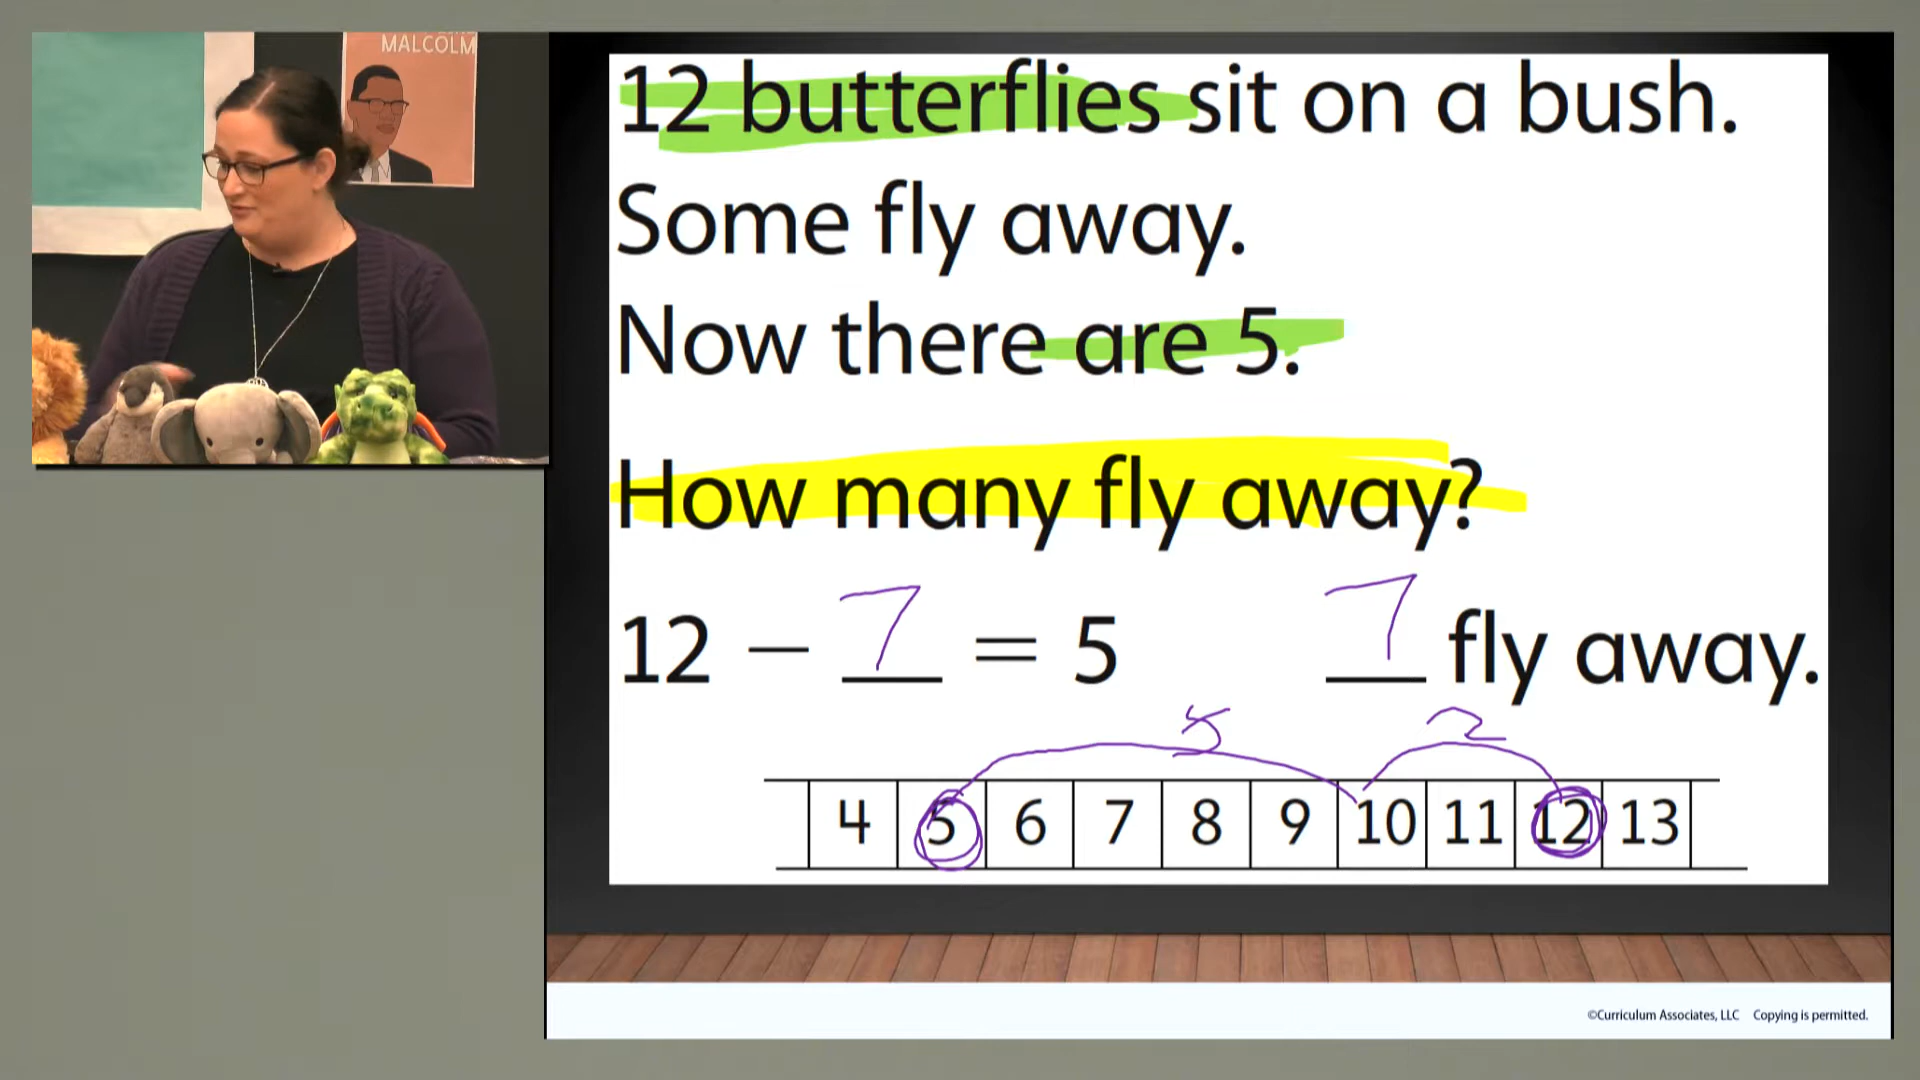 MALCOLM
12 butterflies sit on a bush.
Some fly away.
Now there are 5.
How many fly away?
12 – 7 = 5 7 fly away.
5 2
4 5 6 7 8 9 10 11 12 13
©Curriculum Associates, LLC Copying is permitted.